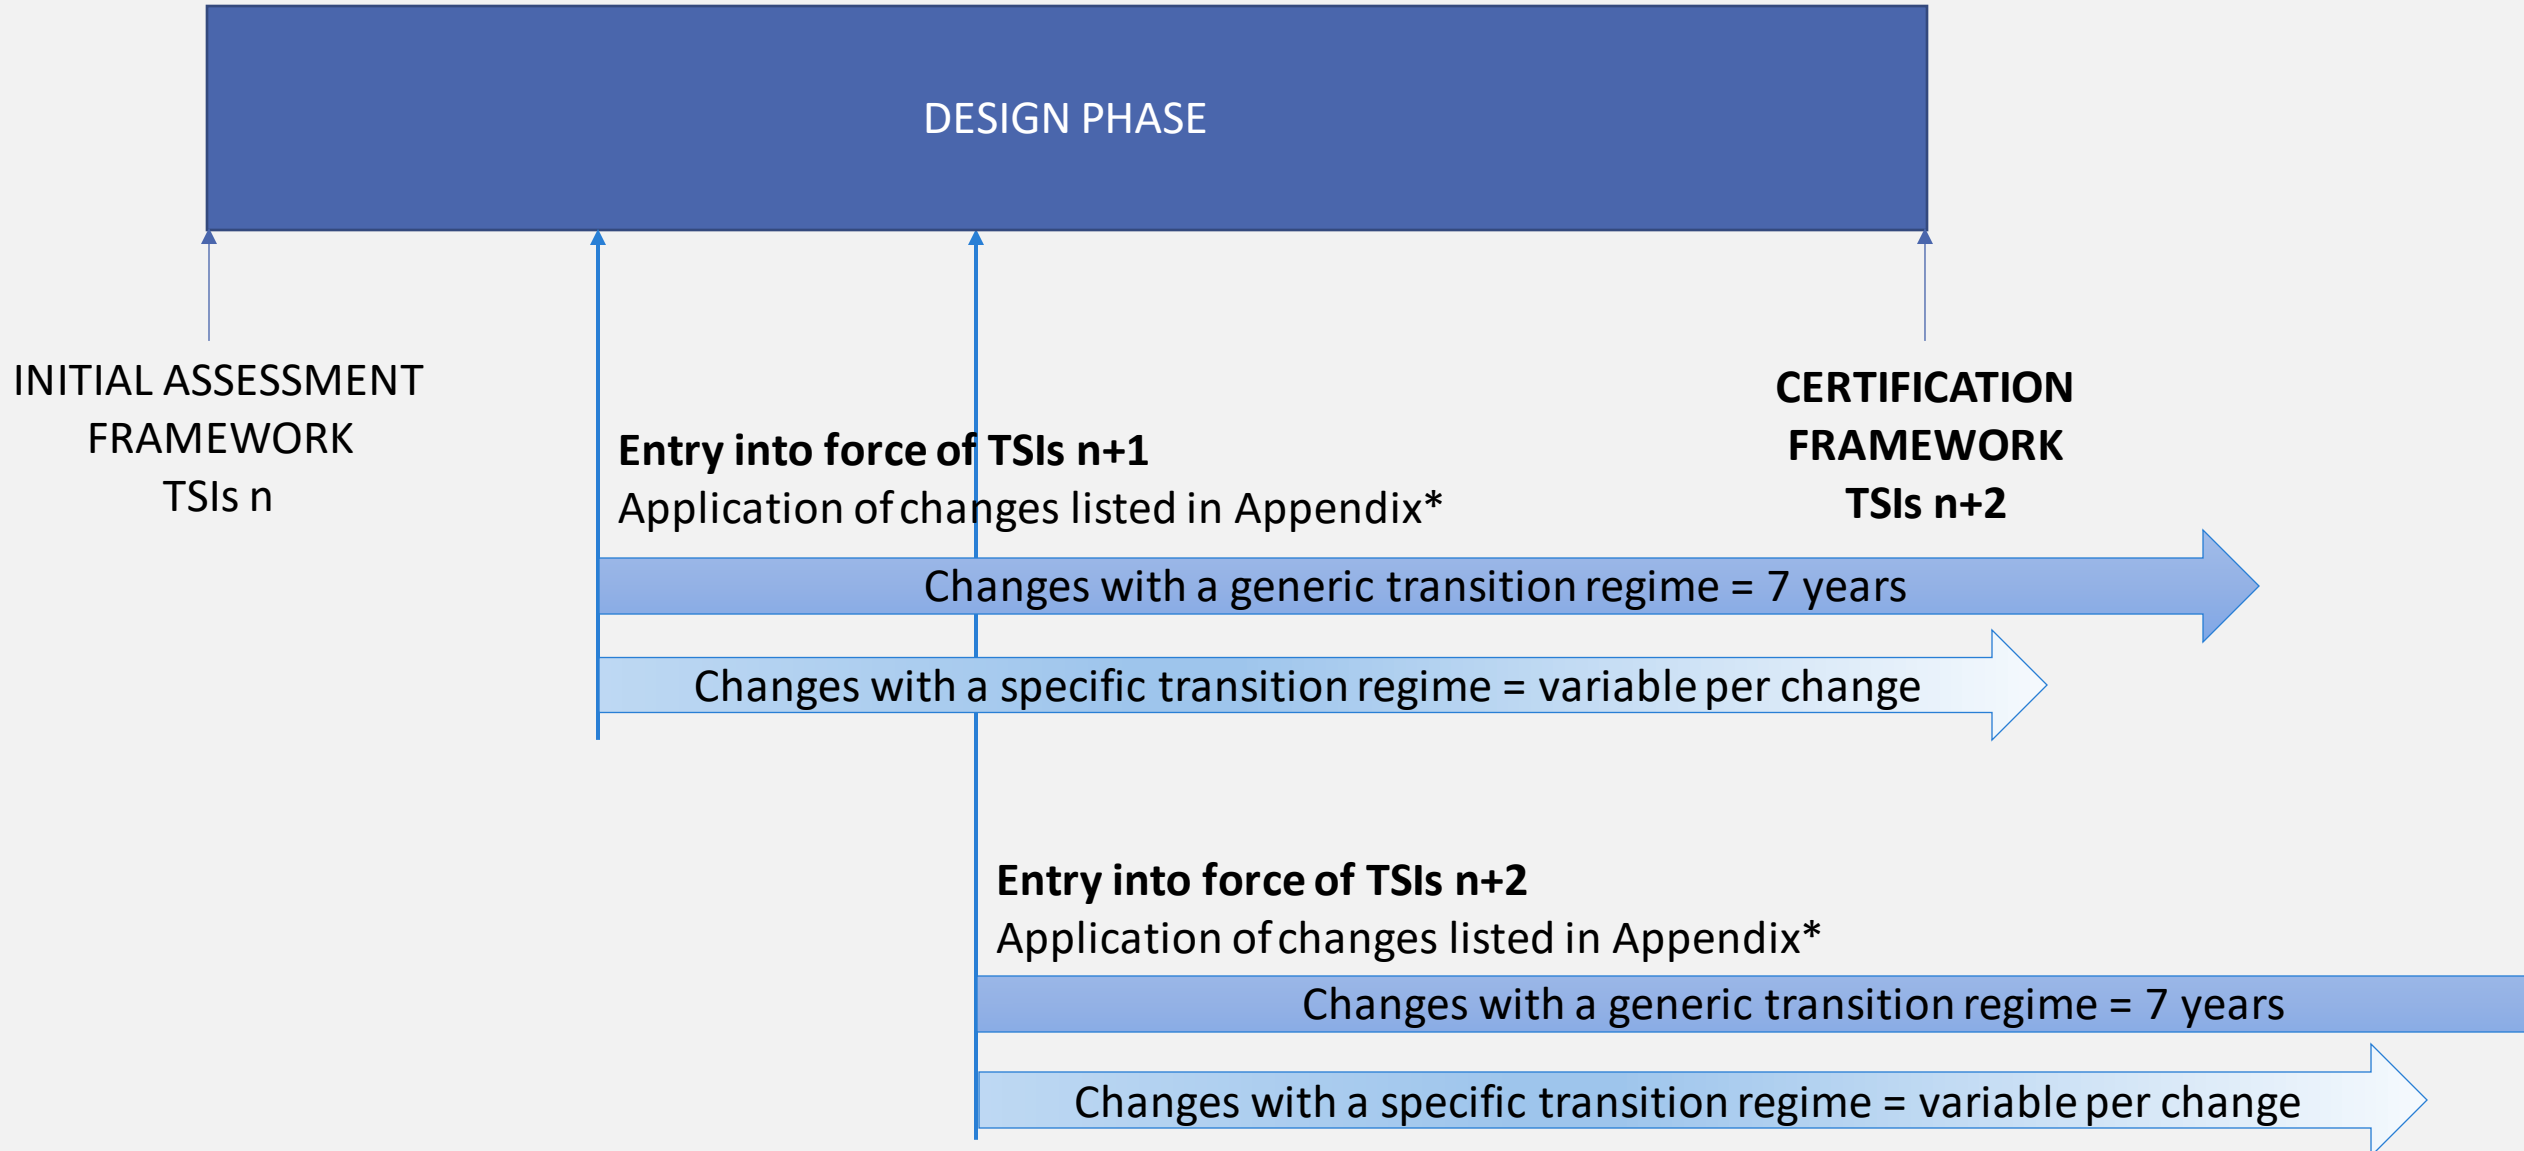 DESIGN PHASE
INITIAL ASSESSMENT
FRAMEWORK
TSIs n
CERTIFICATION
FRAMEWORK
TSIs n+2
Entry into force of TSIs n+1
Application of changes listed in Appendix*
Changes with a generic transition regime = 7 years
Changes with a specific transition regime = variable per change
Entry into force of TSIs n+2
Application of changes listed in Appendix*
Changes with a generic transition regime = 7 years
Changes with a specific transition regime = variable per change